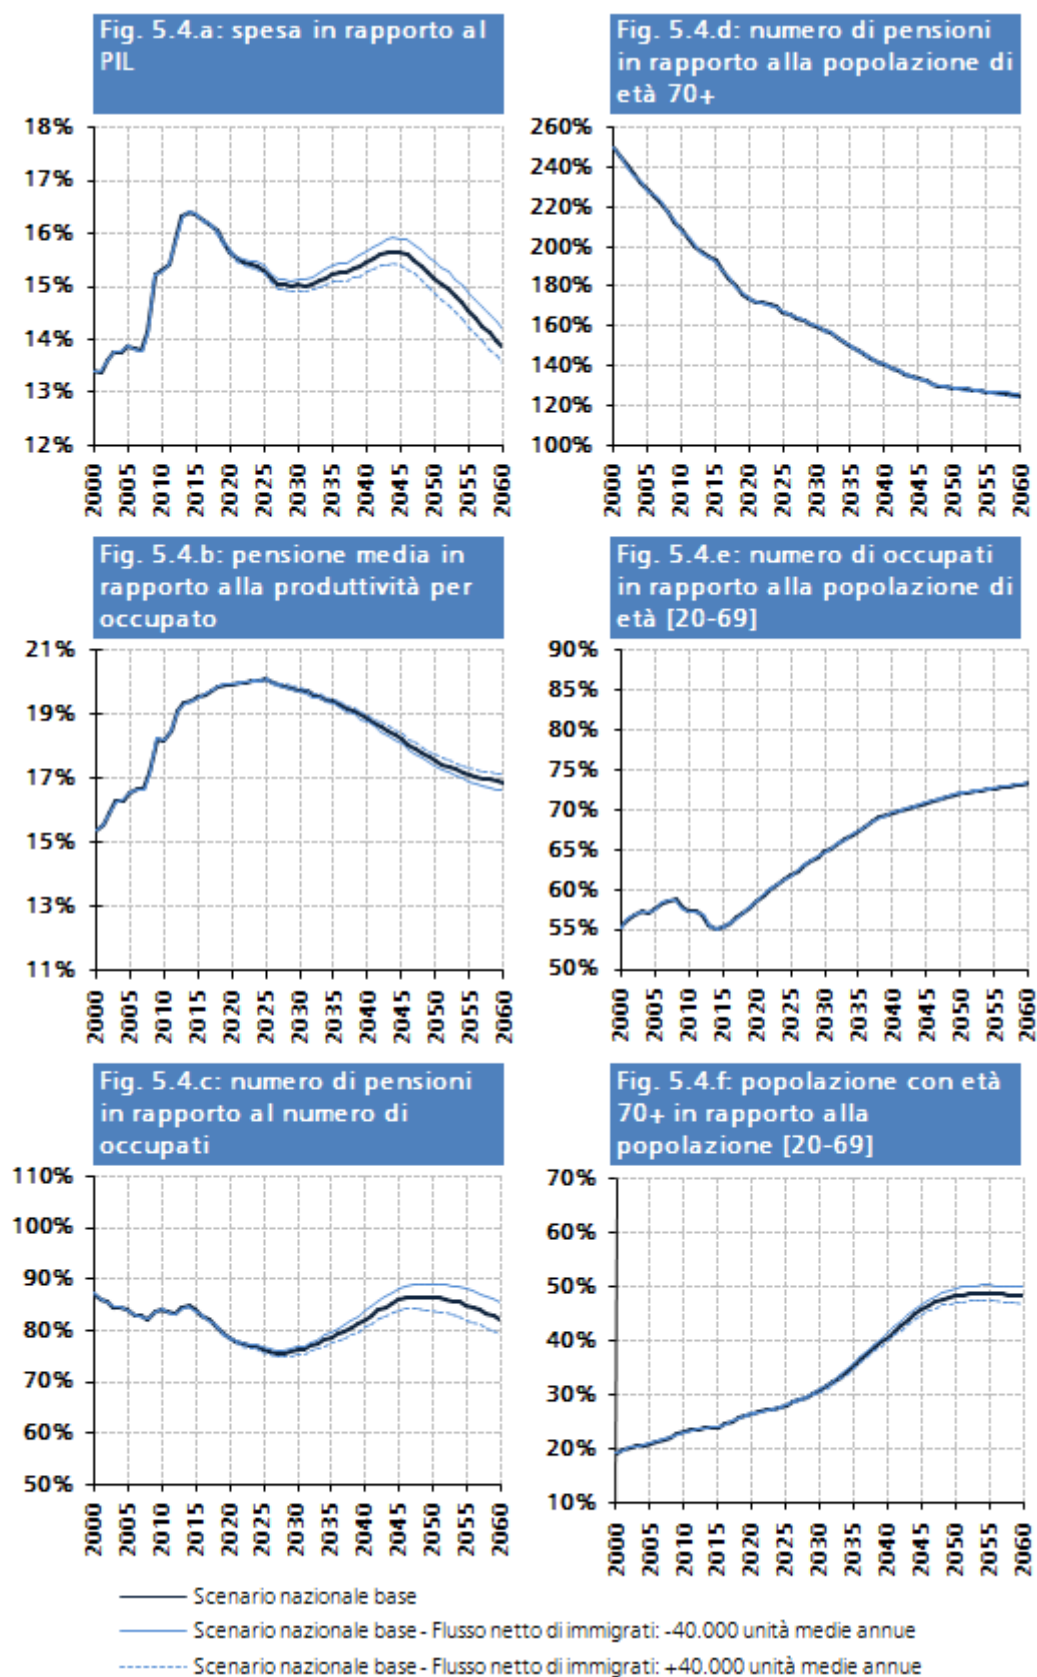 Fig. 5.4.a: spesa in rapporto al
PIL
18%
17%
16%
15%
14%
13%
12%
2000 2005 2010 2015 2020 2025 2030 2035 2040 2045 2050 2055 2060
Fig. 5.4.d: numero di pensioni
in rapporto alla popolazione di
età 70+
260%
240%
220%
200%
180%
160%
140%
120%
100%
2000 2005 2010 2015 2020 2025 2030 2035 2040 2045 2050 2055 2060
Fig. 5.4.b: pensione media in
rapporto alla produttività per
occupato
21%
19%
17%
15%
13%
11%
2000 2005 2010 2015 2020 2025 2030 2035 2040 2045 2050 2055 2060
Fig. 5.4.e: numero di occupati
in rapporto alla popolazione di
età [20-69]
90%
85%
80%
75%
70%
65%
60%
55%
50%
2000 2005 2010 2015 2020 2025 2030 2035 2040 2045 2050 2055 2060
Fig. 5.4.c: numero di pensioni
in rapporto al numero di
occupati
110%
100%
90%
80%
70%
60%
50%
2000 2005 2010 2015 2020 2025 2030 2035 2040 2045 2050 2055 2060
Fig. 5.4.f: popolazione con età
70+ in rapporto alla
popolazione [20-69]
70%
60%
50%
40%
30%
20%
10%
2000 2005 2010 2015 2020 2025 2030 2035 2040 2045 2050 2055 2060
Scenario nazionale base
Scenario nazionale base - Flusso netto di immigrati: -40.000 unità medie annue
Scenario nazionale base - Flusso netto di immigrati: +40.000 unità medie annue